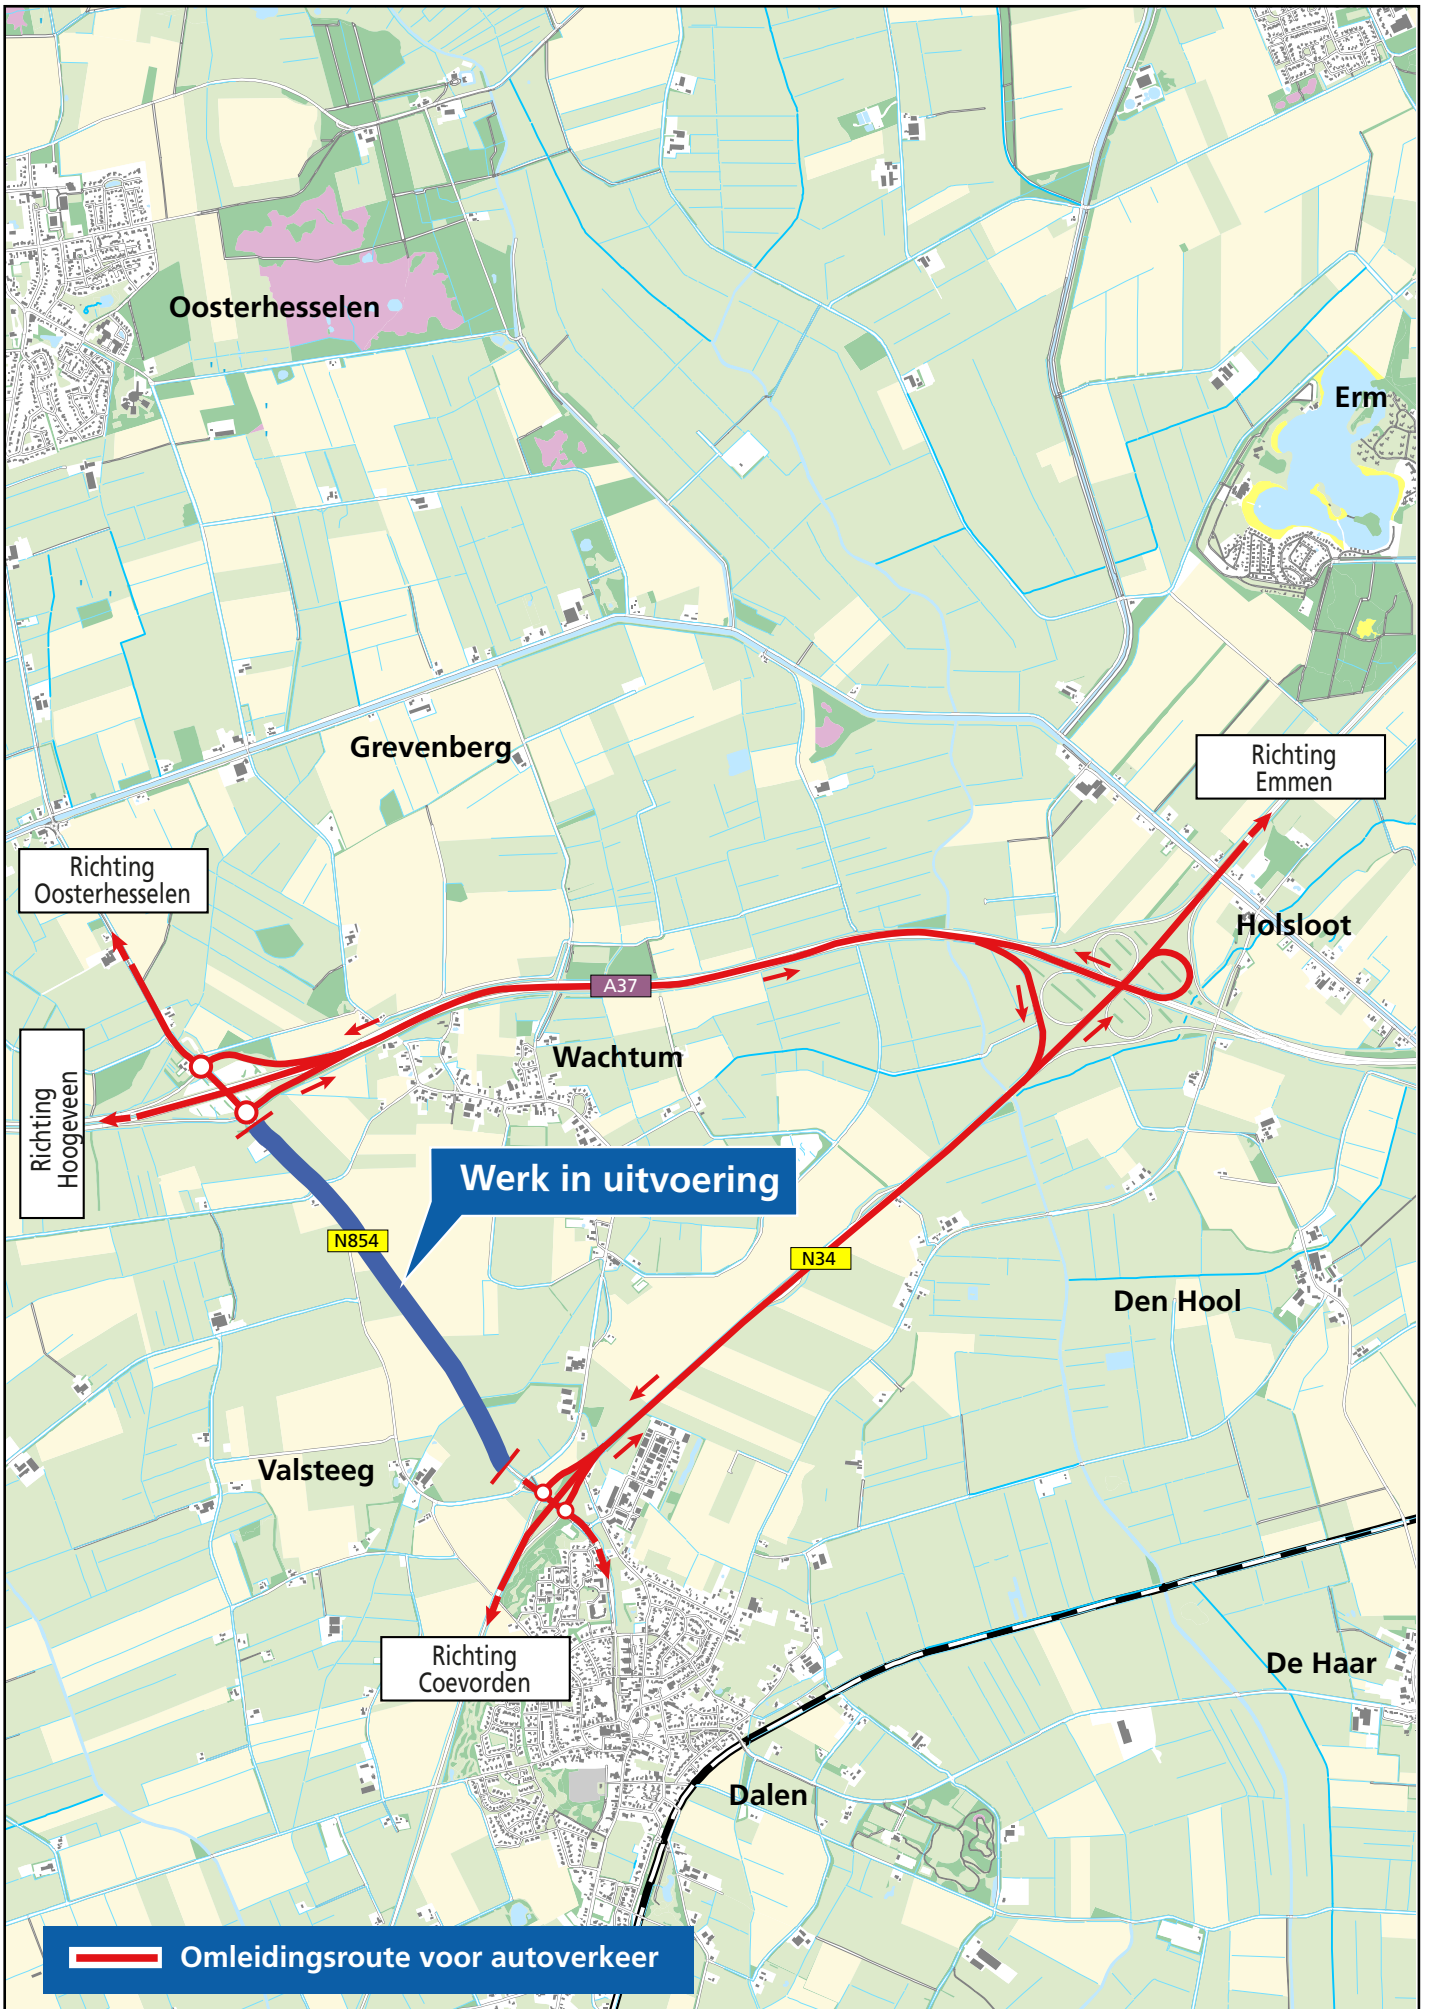 Oosterhesselen
Erm
Grevenberg
Richting
Emmen
Richting
Oosterhesselen
Holsloot
A37
Richting
Hoogeveen
Wachtum
Werk in uitvoering
N854
N34
Den Hool
Valsteeg
Richting
Coevorden
De Haar
Dalen
Omleidingsroute voor autoverkeer